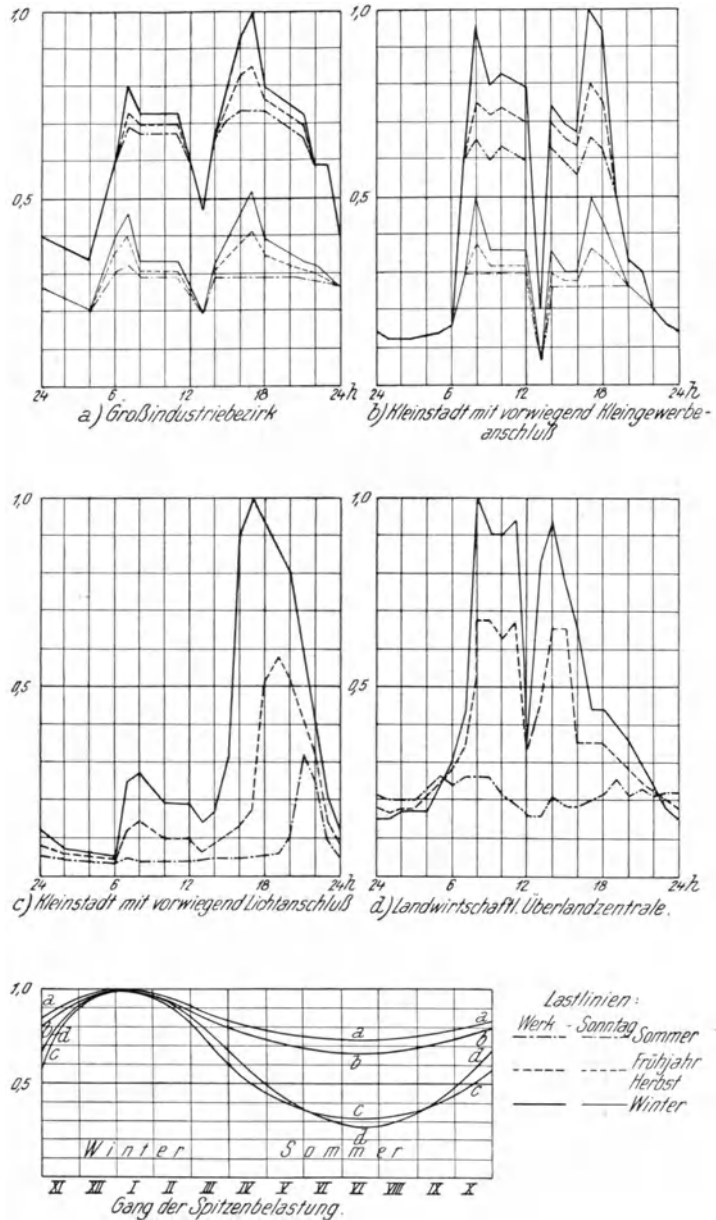 1,0
0,5
24 6 12 18 24 h
a) Großindustriebezirk
1,0
0,5
6 12 18 24h
b) Kleinstadt mit vorwiegend Kleingewerbe-
anschluß
1,0
0,5
24 6 12 18 24 h
c) Kleinstadt mit vorwiegend Lichtanschluß
1,0
0,5
24 6 12 18 24h
d.) Landwirtschaftl. Überlandzentrale.
1,0
0,5
a
b
d
c
a
b
c
d
a
b
d
c
Winter Sommer
XI XII I II III IV V VI VI VIII IX X
Gang der Spitzenbelastung.
Lastlinien:
Werk - Sonntag
Sommer
Frühjahr
Herbst
Winter